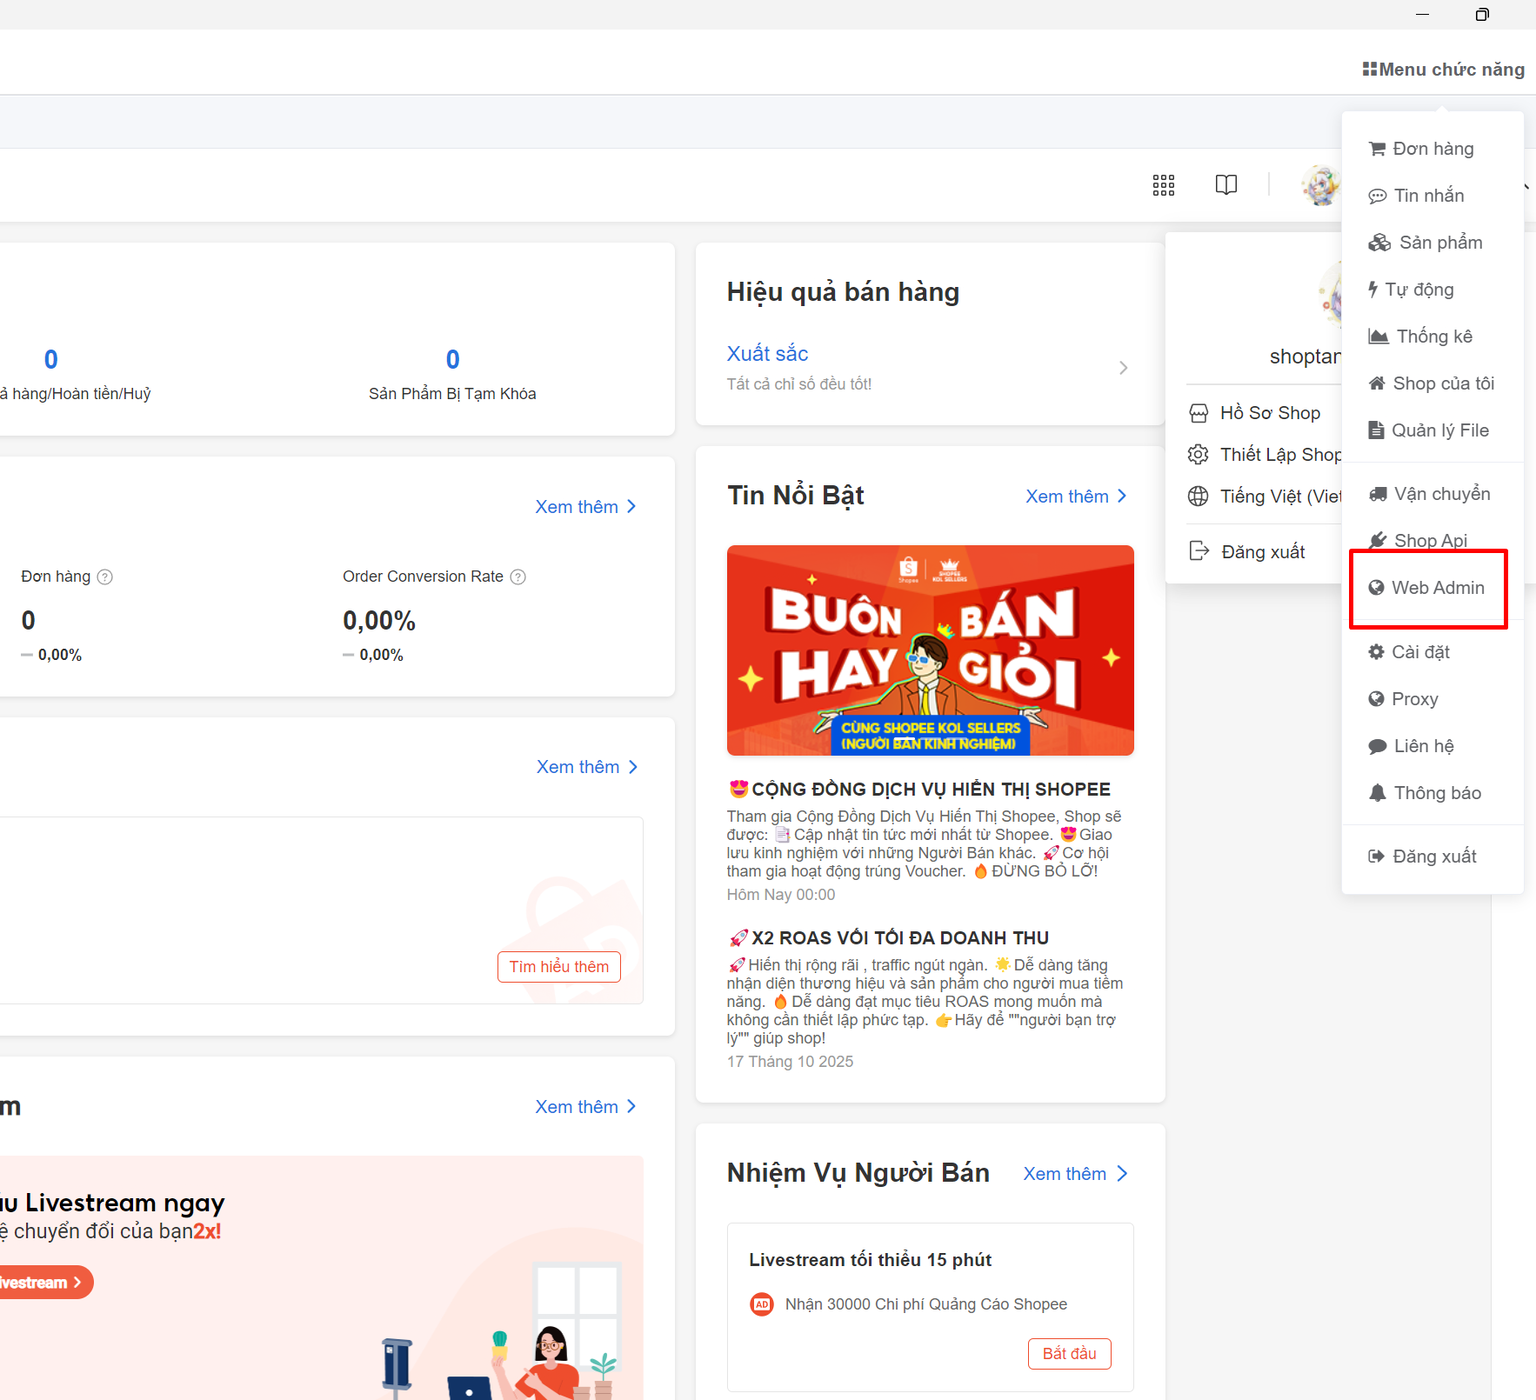 Menu chức năng
Đơn hàng
Tin nhắn
Sản phẩm
Tự động
Thống kê
Shop của tôi
Quản lý File
Vận chuyển
Shop Api
Web Admin
Cài đặt
Proxy
Liên hệ
Thông báo
Đăng xuất
shoptan
Hồ Sơ Shop
Thiết Lập Shop
Tiếng Việt (Viet
Đăng xuất
0
ả hàng/Hoàn tiền/Huỷ
0
Sản Phẩm Bị Tạm Khóa
Xem thêm
Đơn hàng
0
0,00%
Order Conversion Rate
0,00%
0,00%
Xem thêm
Tìm hiểu thêm
m
Xem thêm
u Livestream ngay
ệ chuyển đổi của bạn2x!
ivestream
Hiệu quả bán hàng
Xuất sắc
Tất cả chỉ số đều tốt!
Tin Nổi Bật
Xem thêm
Shopee
SHOPEE
KOL SELLERS
BUÔN BÁN
HAY GIỎI
CÙNG SHOPEE KOL SELLERS
(NGƯỜI BÁN KINH NGHIỆM)
😍CỘNG ĐỒNG DỊCH VỤ HIỂN THỊ SHOPEE
Tham gia Cộng Đồng Dịch Vụ Hiển Thị Shopee, Shop sẽ
được: 📑 Cập nhật tin tức mới nhất từ Shopee. 😍Giao
lưu kinh nghiệm với những Người Bán khác. 🚀Cơ hội
tham gia hoạt động trúng Voucher. 🔥 ĐỪNG BỎ LỠ!
Hôm Nay 00:00
🚀X2 ROAS VỚI TỐI ĐA DOANH THU
🚀Hiển thị rộng rãi , traffic ngút ngàn. 🌟Dễ dàng tăng
nhận diện thương hiệu và sản phẩm cho người mua tiềm
năng. 🔥 Dễ dàng đạt mục tiêu ROAS mong muốn mà
không cần thiết lập phức tạp. 👉Hãy để ""người bạn trợ
lý"" giúp shop!
17 Tháng 10 2025
Nhiệm Vụ Người Bán
Xem thêm
Livestream tối thiểu 15 phút
AD
Nhận 30000 Chi phí Quảng Cáo Shopee
Bắt đầu